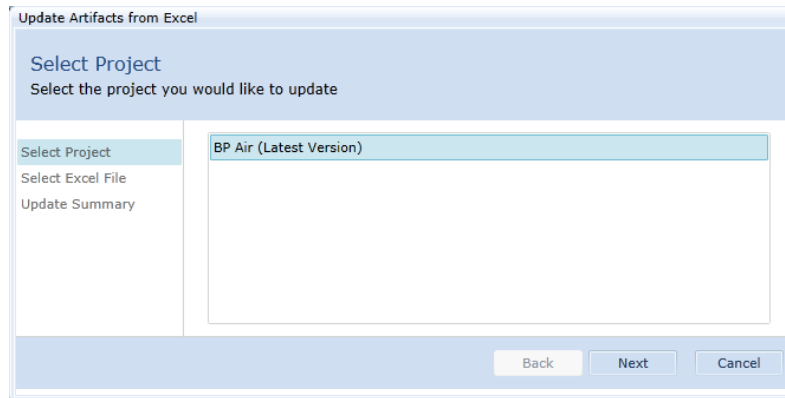 Update Artifacts from Excel
Select Project
Select the project you would like to update
Select Project
Select Excel File
Update Summary
BP Air (Latest Version)
Back
Next
Cancel